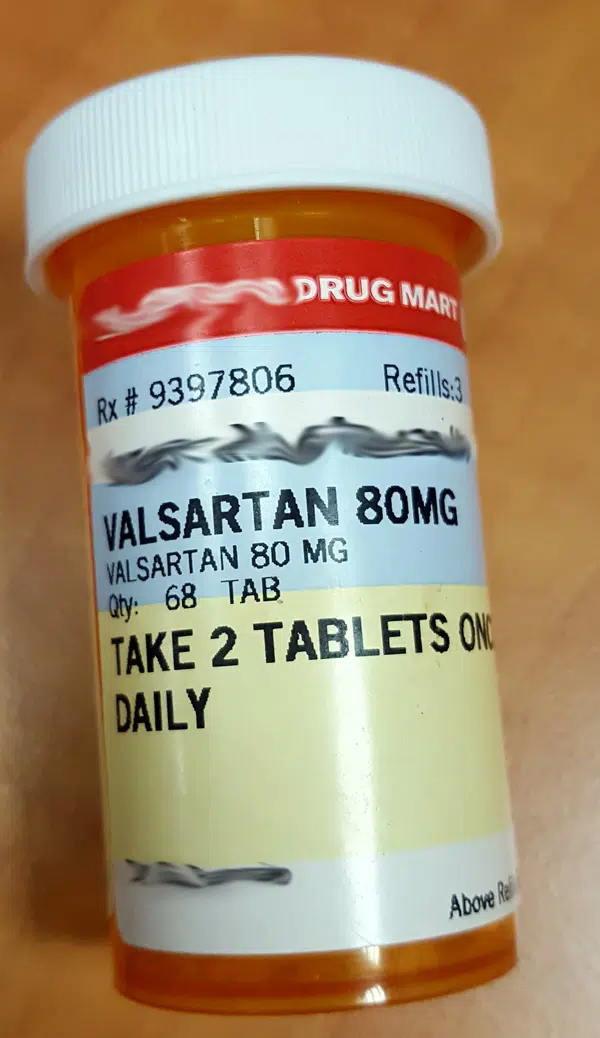 DRUG MART
Rx # 9397806 Refills:3
VALSARTAN 80MG
VALSARTAN 80 MG
Qty: 68 TAB
TAKE 2 TABLETS ONC
DAILY
Above Refi